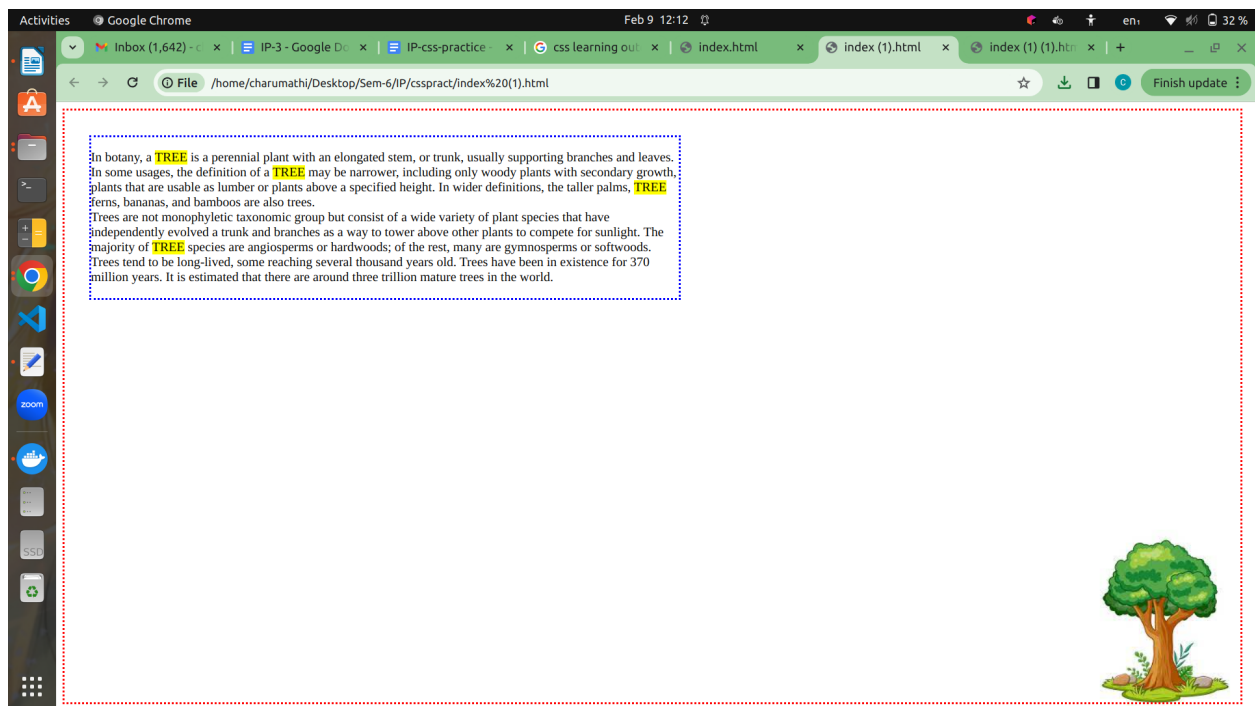 Activities Google Chrome Feb 9 12:12 en₁ 32 %
Inbox (1,642) - c IP-3 - Google Do IP-css-practice - css learning out index.html index (1).html index (1) (1).htm
File /home/charumathi/Desktop/Sem-6/IP/csspract/index%20(1).html C Finish update
In botany, a TREE is a perennial plant with an elongated stem, or trunk, usually supporting branches and leaves.
In some usages, the definition of a TREE may be narrower, including only woody plants with secondary growth,
plants that are usable as lumber or plants above a specified height. In wider definitions, the taller palms, TREE
ferns, bananas, and bamboos are also trees.
Trees are not monophyletic taxonomic group but consist of a wide variety of plant species that have
independently evolved a trunk and branches as a way to tower above other plants to compete for sunlight. The
majority of TREE species are angiosperms or hardwoods; of the rest, many are gymnosperms or softwoods.
Trees tend to be long-lived, some reaching several thousand years old. Trees have been in existence for 370
million years. It is estimated that there are around three trillion mature trees in the world.
zoom
SSD